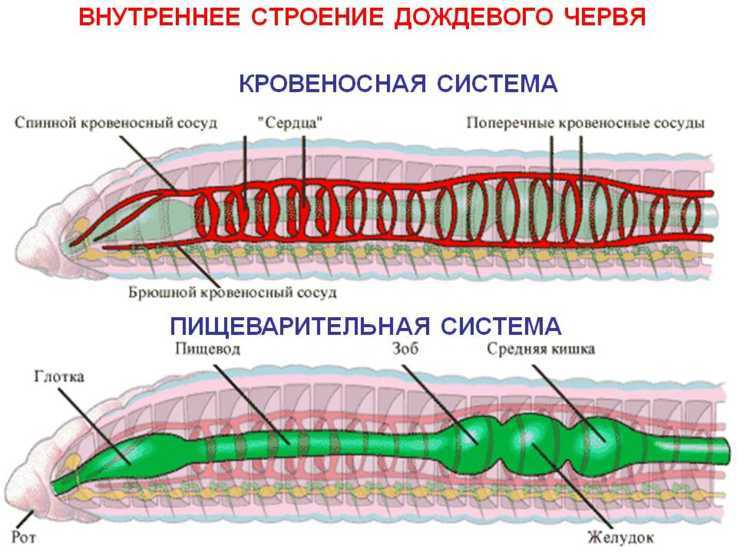 ВНУТРЕННЕЕ СТРОЕНИЕ ДОЖДЕВОГО ЧЕРВЯ
КРОВЕНОСНАЯ СИСТЕМА
Спинной кровеносный сосуд "Сердца" Поперечные кровеносные сосуды
Брюшной кровеносный сосуд
ПИЩЕВАРИТЕЛЬНАЯ СИСТЕМА
Пищевод Зоб Средняя кишка
Глотка
Рот Желудок